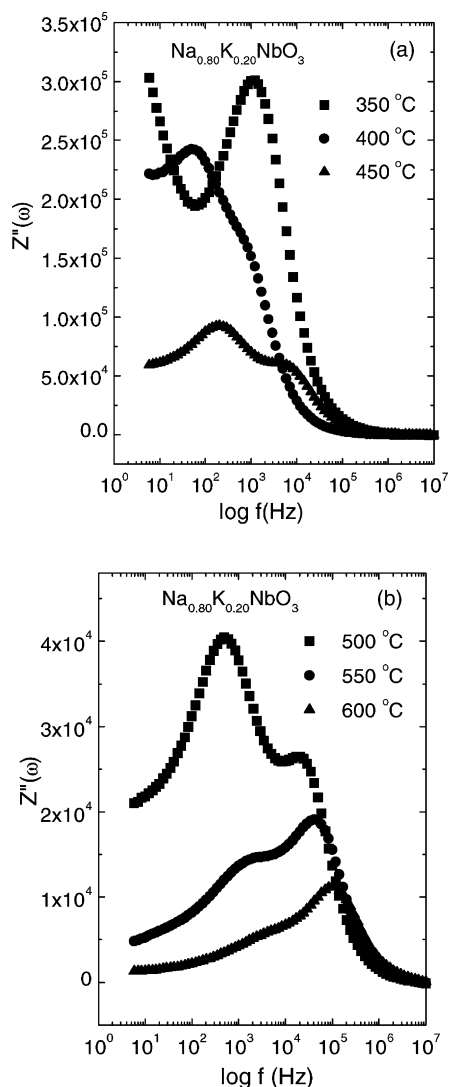 Na0.80K0.20NbO3 (a)
350 °C
400 °C
450 °C
Z"(ω)
3.5x10^5
3.0x10^5
2.5x10^5
2.0x10^5
1.5x10^5
1.0x10^5
5.0x10^4
0.0
10^0 10^1 10^2 10^3 10^4 10^5 10^6 10^7
log f(Hz)
Na0.80K0.20NbO3 (b)
500 °C
550 °C
600 °C
Z"(ω)
4x10^4
3x10^4
2x10^4
1x10^4
0
10^0 10^1 10^2 10^3 10^4 10^5 10^6 10^7
log f (Hz)